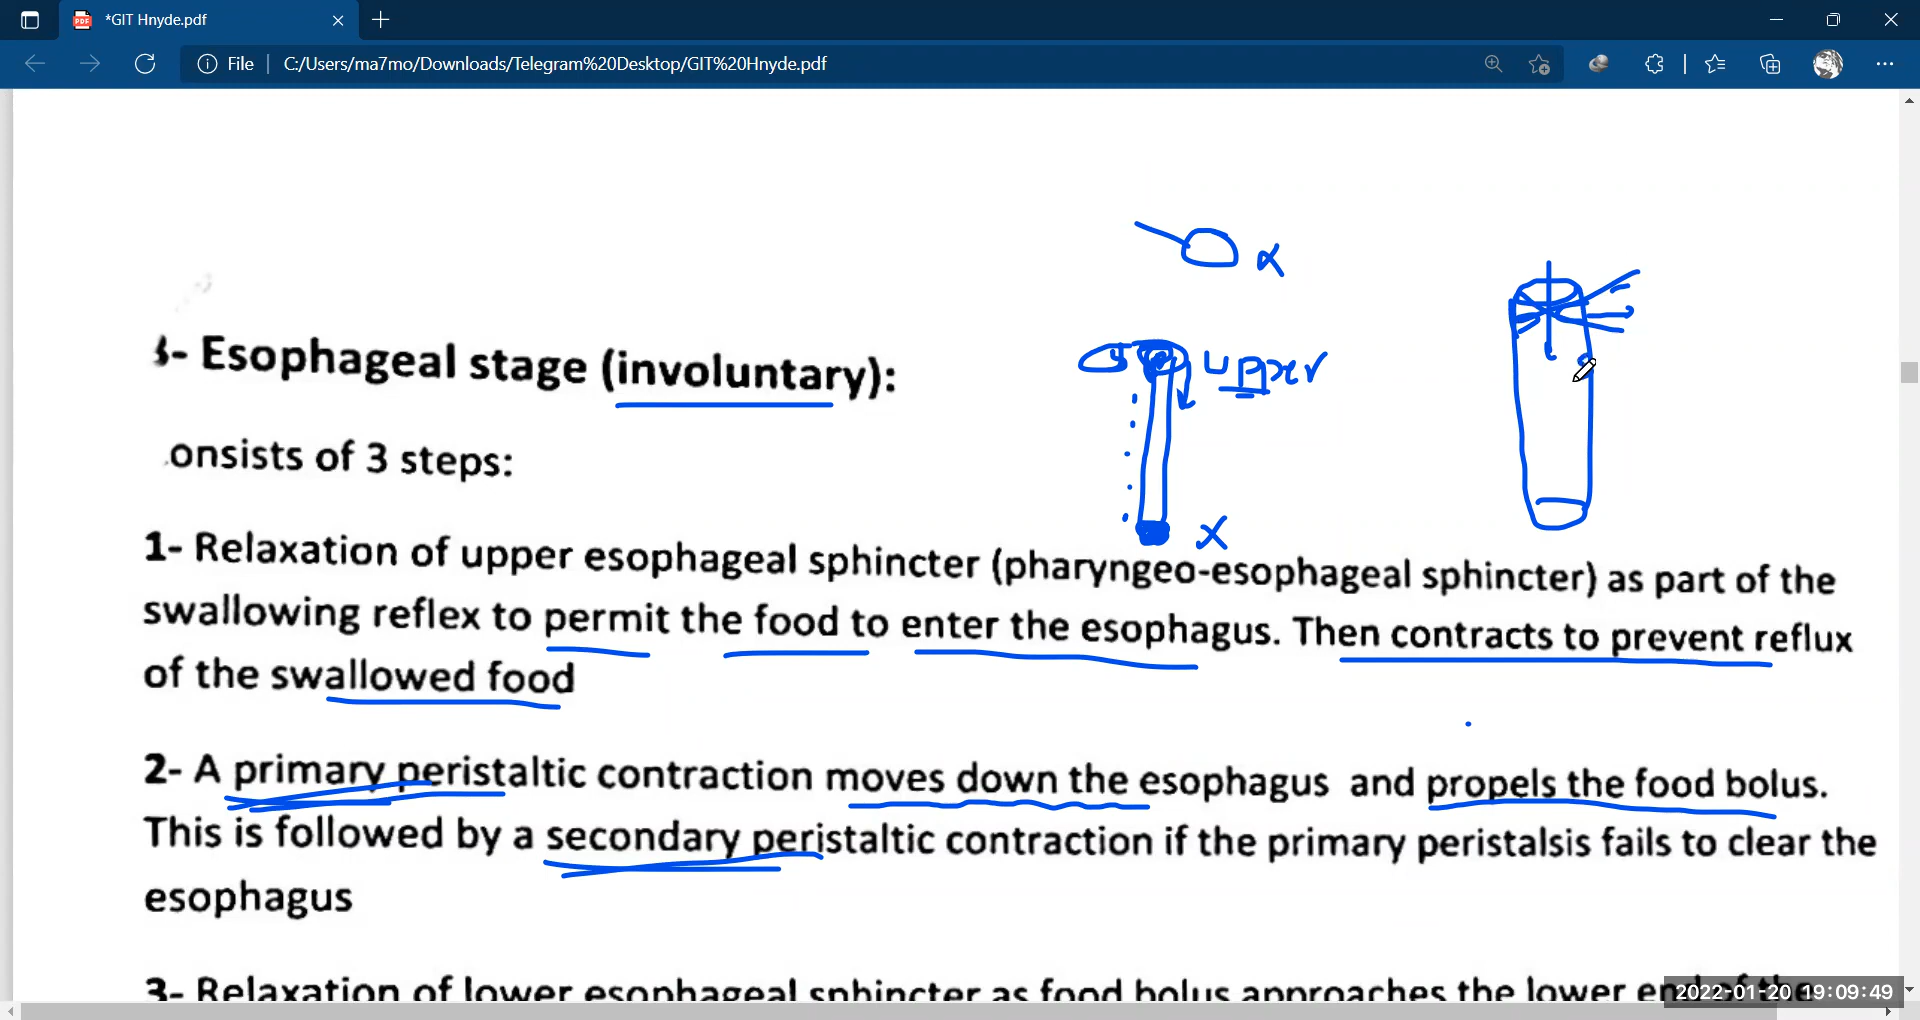 *GIT Hnyde.pdf
File
C:/Users/ma7mo/Downloads/Telegram%20Desktop/GIT%20Hnyde.pdf
upper
- Esophageal stage (involuntary):
onsists of 3 steps:
1- Relaxation of upper esophageal sphincter (pharyngeo-esophageal sphincter) as part of the
swallowing reflex to permit the food to enter the esophagus. Then contracts to prevent reflux
of the swallowed food
2- A primary peristaltic contraction moves down the esophagus and propels the food bolus.
This is followed by a secondary peristaltic contraction if the primary peristalsis fails to clear the
esophagus
3- Relaxation of lower esophageal sphincter as food bolus approaches the lower end of the
2022-01-20 19:09:49